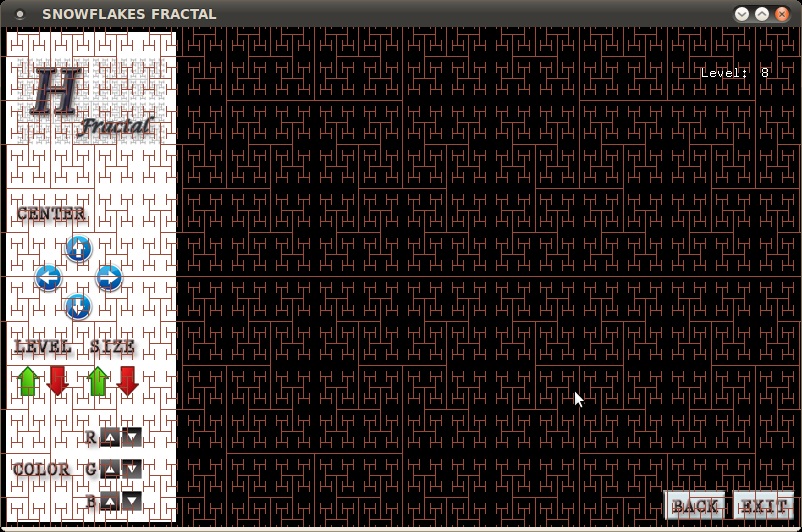 SNOWFLAKES FRACTAL
Level: 8
H
Fractal
CENTER
LEVEL SIZE
R
COLOR G
B
BACK EXIT